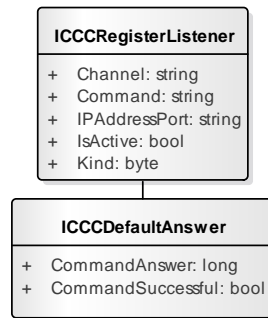 ICCCRegisterListener
+ Channel: string
+ Command: string
+ IPAddressPort: string
+ IsActive: bool
+ Kind: byte
ICCCDefaultAnswer
+ CommandAnswer: long
+ CommandSuccessful: bool